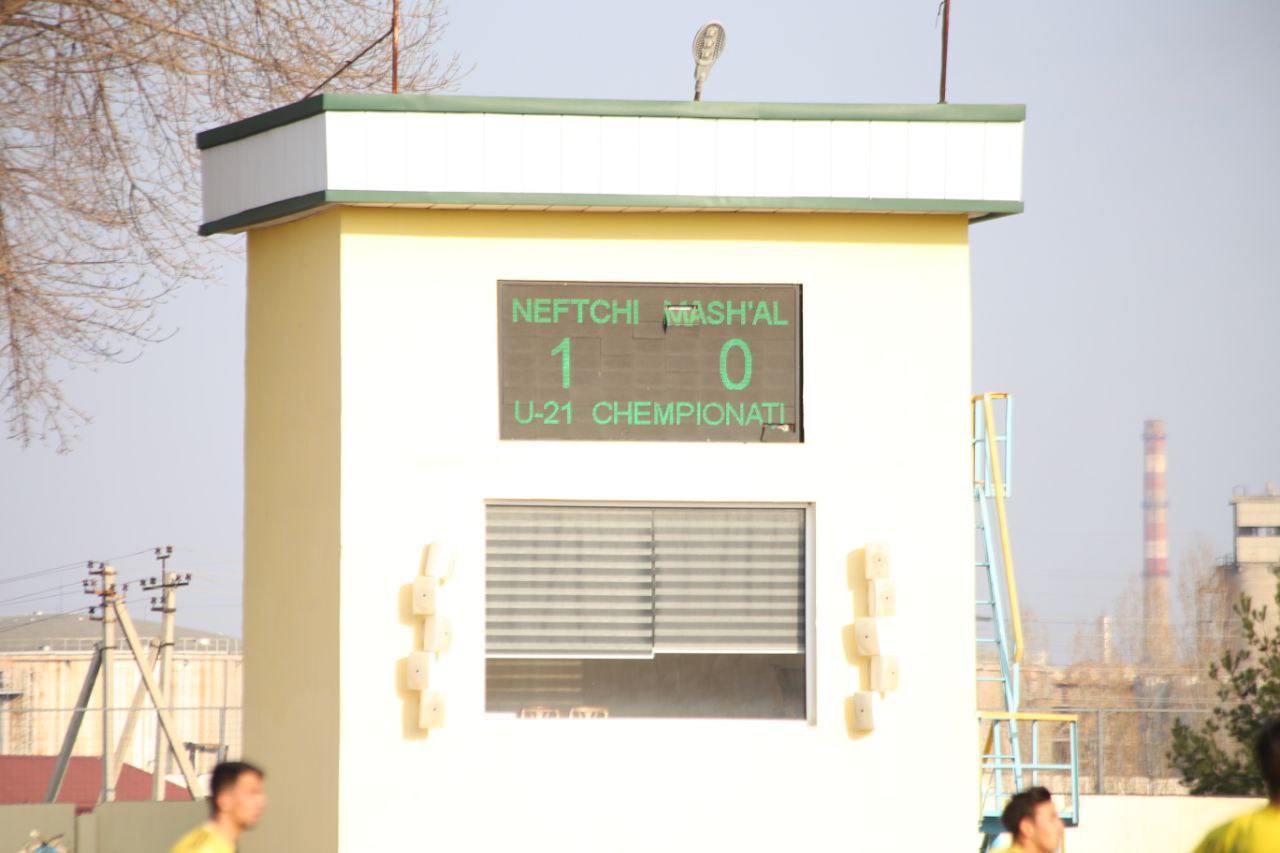 NEFTCHI MASH'AL
1 0
U-21 CHEMPIONATI